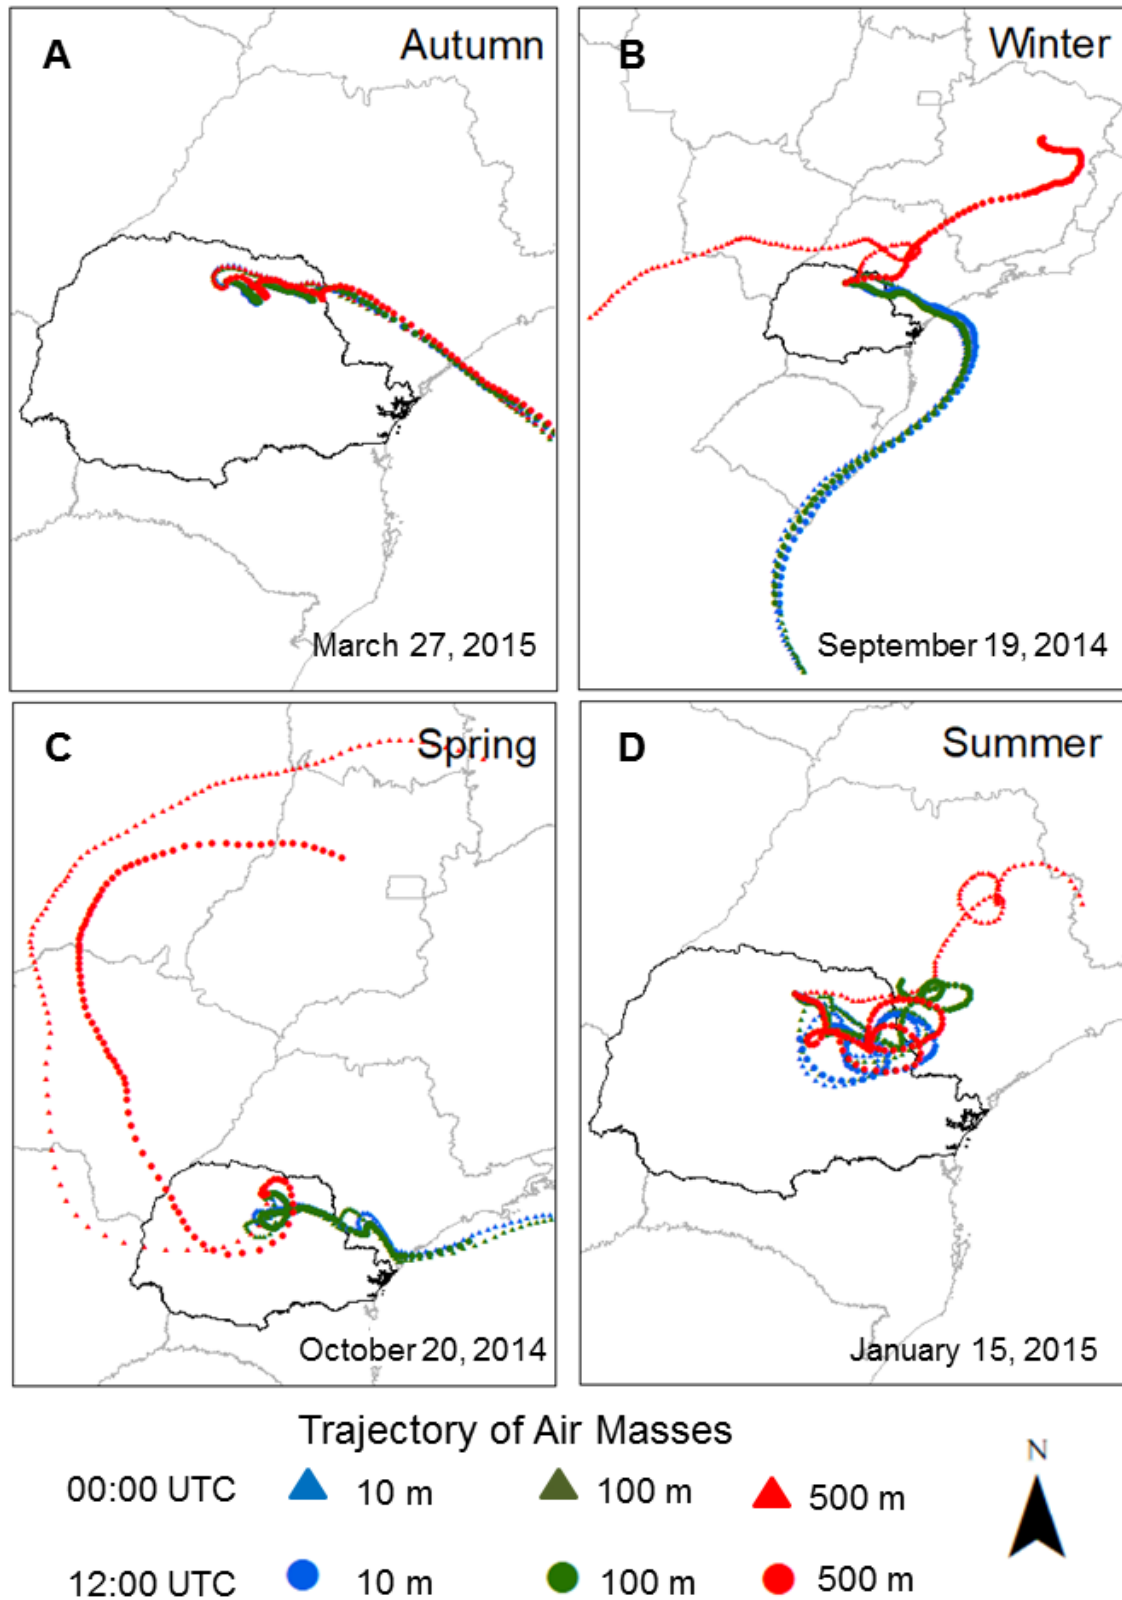 A Autumn
March 27, 2015
B Winter
September 19, 2014
C Spring
October 20, 2014
D Summer
January 15, 2015
Trajectory of Air Masses
N
00:00 UTC 10 m 100 m 500 m
12:00 UTC 10 m 100 m 500 m